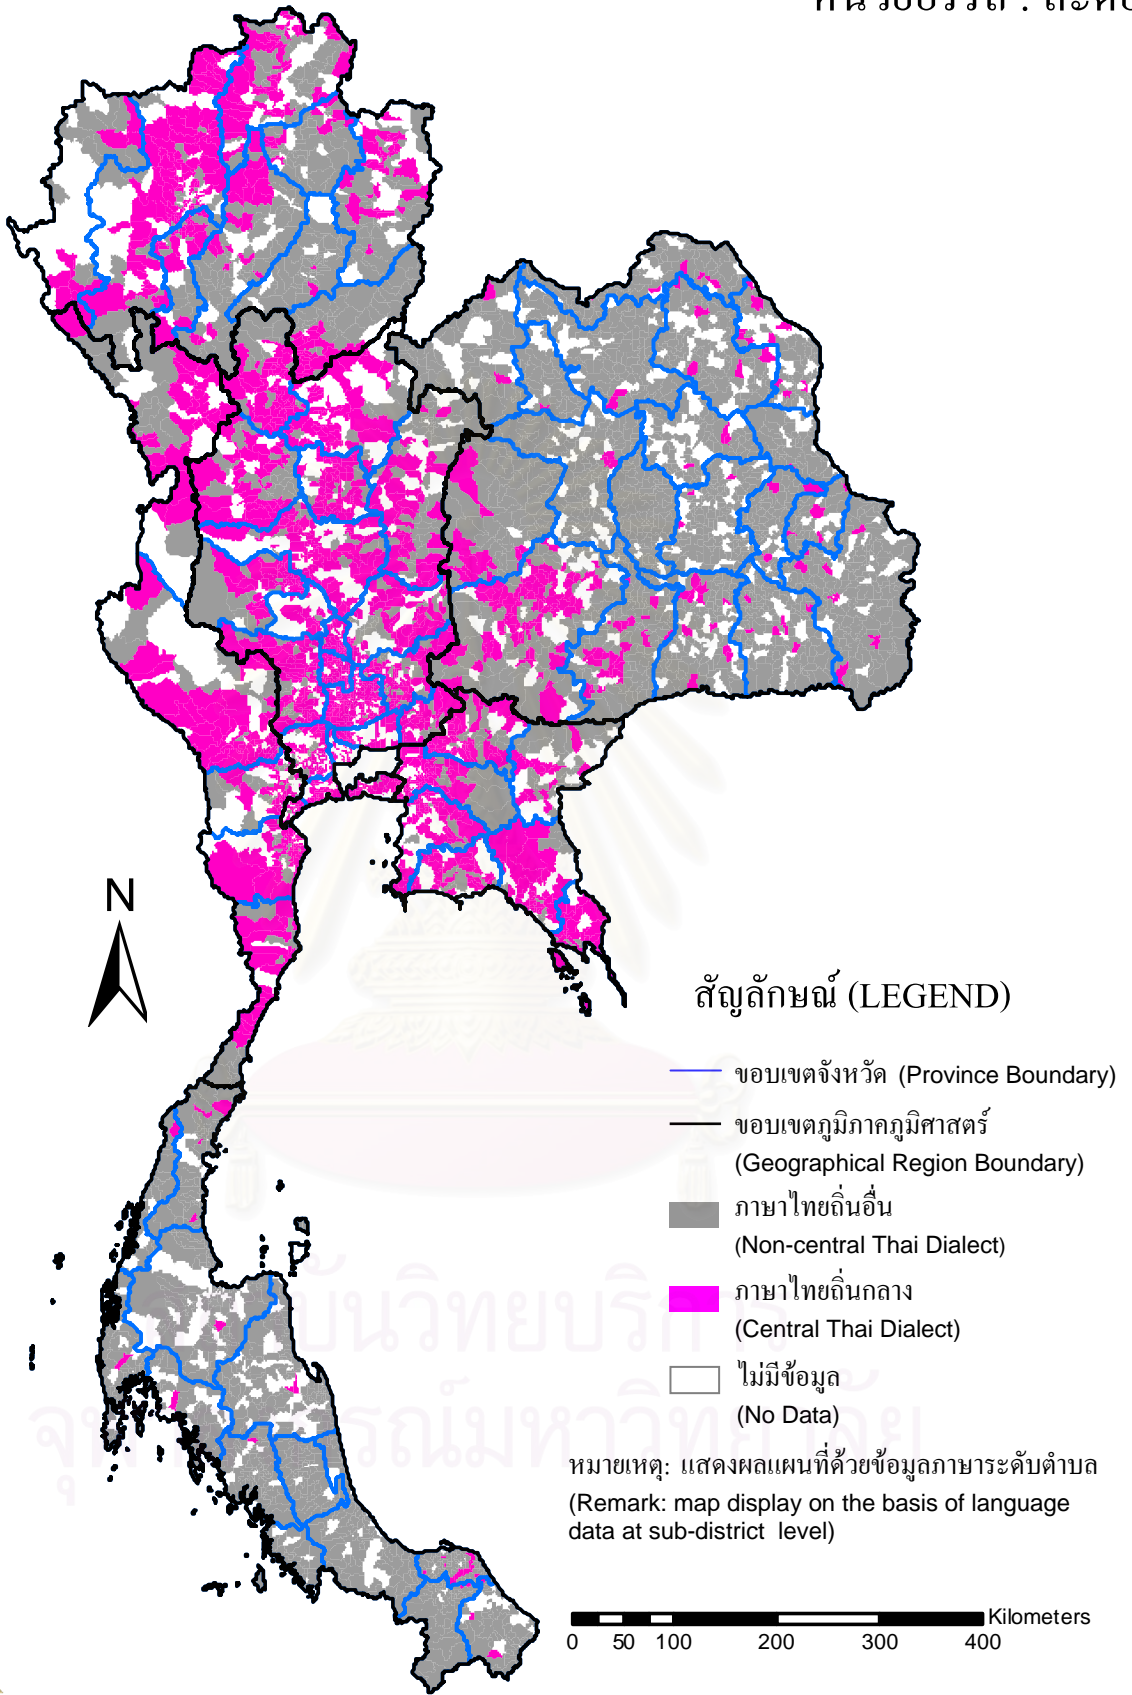 N
สัญลักษณ์ (LEGEND)
ขอบเขตจังหวัด (Province Boundary)
ขอบเขตภูมิภาคภูมิศาสตร์
(Geographical Region Boundary)
ภาษาไทยถิ่นอื่น
(Non-central Thai Dialect)
ภาษาไทยถิ่นกลาง
(Central Thai Dialect)
ไม่มีข้อมูล
(No Data)
หมายเหตุ: แสดงผลแผนที่ด้วยข้อมูลภาษาระดับตำบล
(Remark: map display on the basis of language
data at sub-district level)
Kilometers
0 50 100 200 300 400